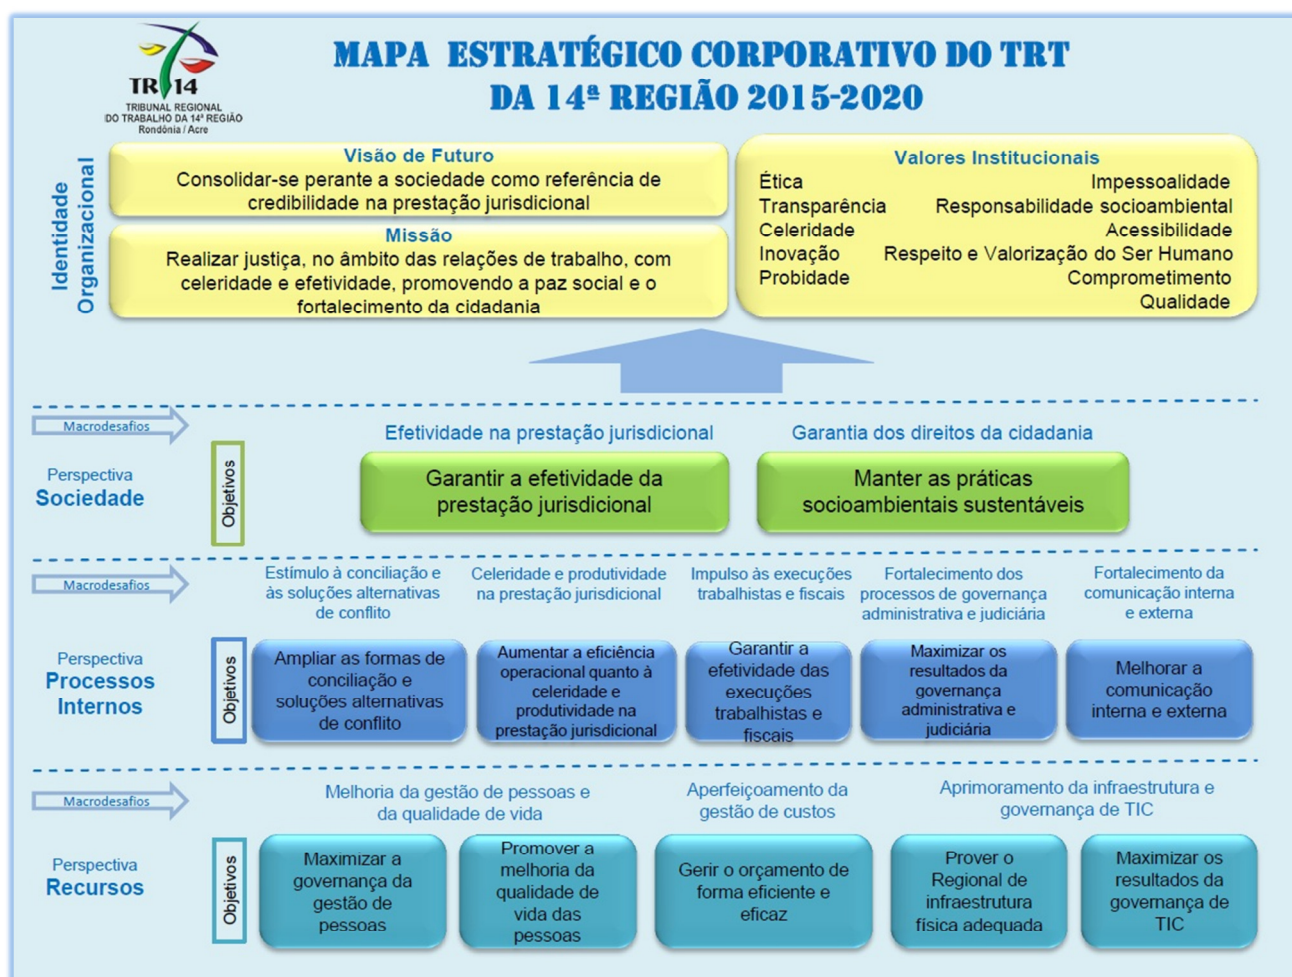 MAPA ESTRATÉGICO CORPORATIVO DO TRT
DA 14ª REGIÃO 2015-2020
TR 14
TRIBUNAL REGIONAL
DO TRABALHO DA 14ª REGIÃO
Rondônia / Acre
Identidade
Organizacional
Visão de Futuro
Consolidar-se perante a sociedade como referência de
credibilidade na prestação jurisdicional
Missão
Realizar justiça, no âmbito das relações de trabalho, com
celeridade e efetividade, promovendo a paz social e o
fortalecimento da cidadania
Valores Institucionais
Ética
Transparência
Celeridade
Inovação
Probidade
Impessoalidade
Responsabilidade socioambiental
Acessibilidade
Respeito e Valorização do Ser Humano
Comprometimento
Qualidade
Macrodesafios
Efetividade na prestação jurisdicional
Garantia dos direitos da cidadania
Perspectiva
Sociedade
Objetivos
Garantir a efetividade da
prestação jurisdicional
Manter as práticas
socioambientais sustentáveis
Macrodesafios
Estímulo à conciliação e
às soluções alternativas
de conflito
Celeridade e produtividade
na prestação jurisdicional
Impulso às execuções
trabalhistas e fiscais
Fortalecimento dos
processos de governança
administrativa e judiciária
Fortalecimento da
comunicação interna
e externa
Perspectiva
Processos
Internos
Objetivos
Ampliar as formas de
conciliação e
soluções alternativas
de conflito
Aumentar a eficiência
operacional quanto à
celeridade e
produtividade na
prestação jurisdicional
Garantir a
efetividade das
execuções
trabalhistas e
fiscais
Maximizar os
resultados da
governança
administrativa e
judiciária
Melhorar a
comunicação
interna e externa
Macrodesafios
Melhoria da gestão de pessoas e
da qualidade de vida
Aperfeiçoamento da
gestão de custos
Aprimoramento da infraestrutura e
governança de TIC
Perspectiva
Recursos
Objetivos
Maximizar a
governança da
gestão de
pessoas
Promover a
melhoria da
qualidade de
vida das
pessoas
Gerir o orçamento de
forma eficiente e
eficaz
Prover o
Regional de
infraestrutura
física adequada
Maximizar os
resultados da
governança de
TIC